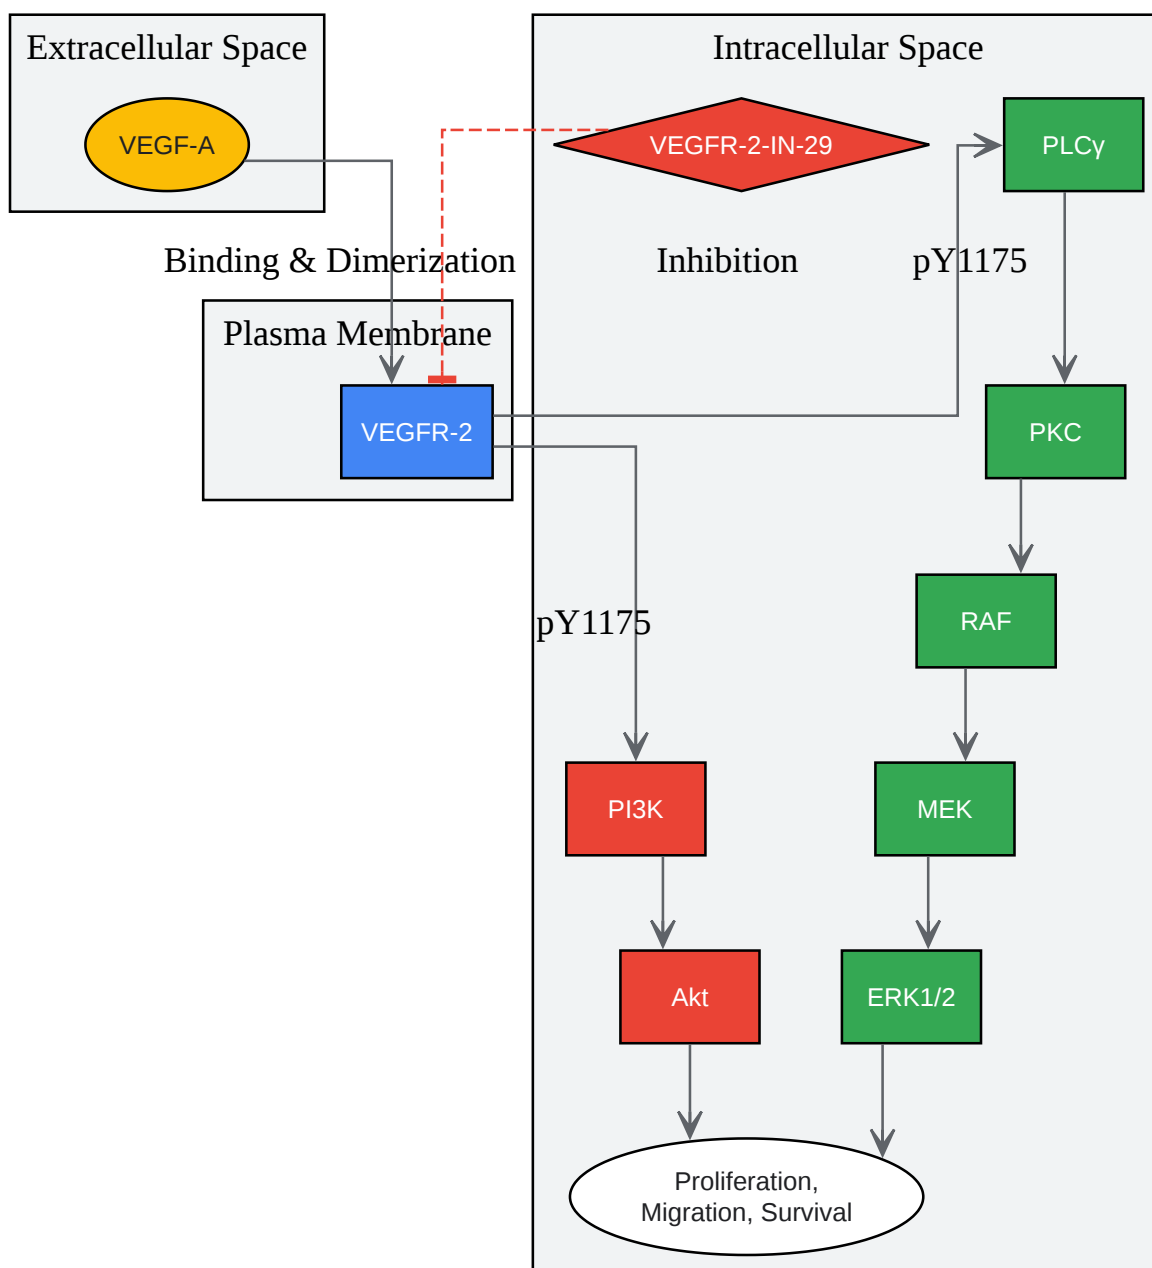 Extracellular Space
Intracellular Space
VEGF-A
VEGFR-2-IN-29
PLCγ
Binding & Dimerization
Inhibition
pY1175
Plasma Membrane
VEGFR-2
PKC
RAF
pY1175
PI3K
MEK
Akt
ERK1/2
Proliferation,
Migration, Survival